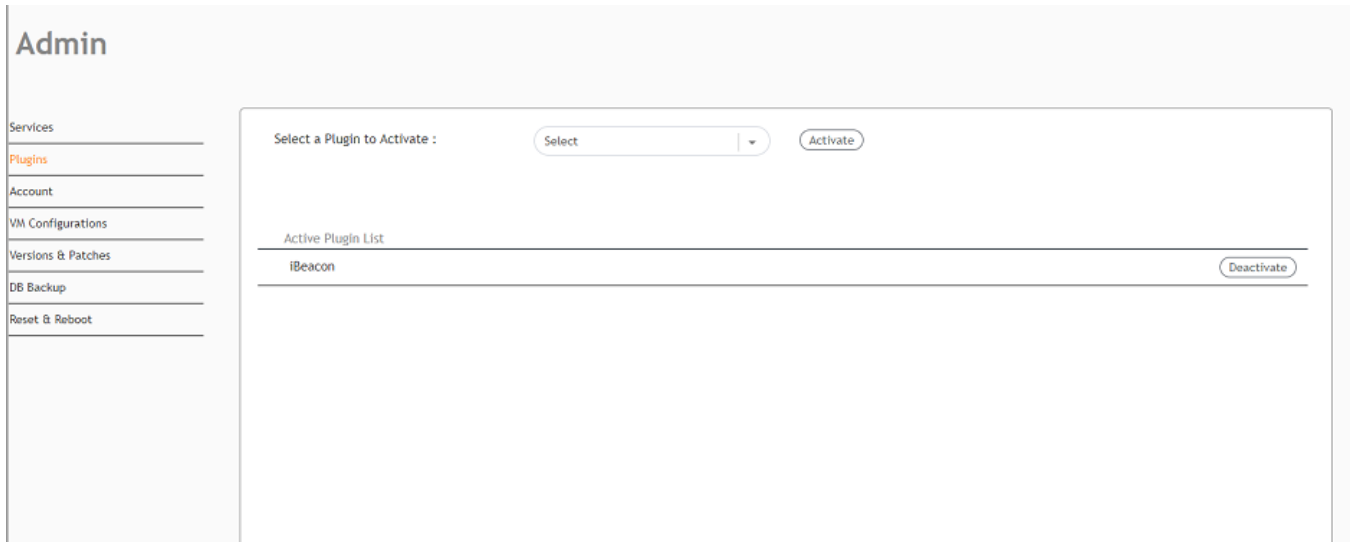 Admin
Services
Plugins
Account
VM Configurations
Versions & Patches
DB Backup
Reset & Reboot
Select a Plugin to Activate :
Select
Activate
Active Plugin List
iBeacon
Deactivate